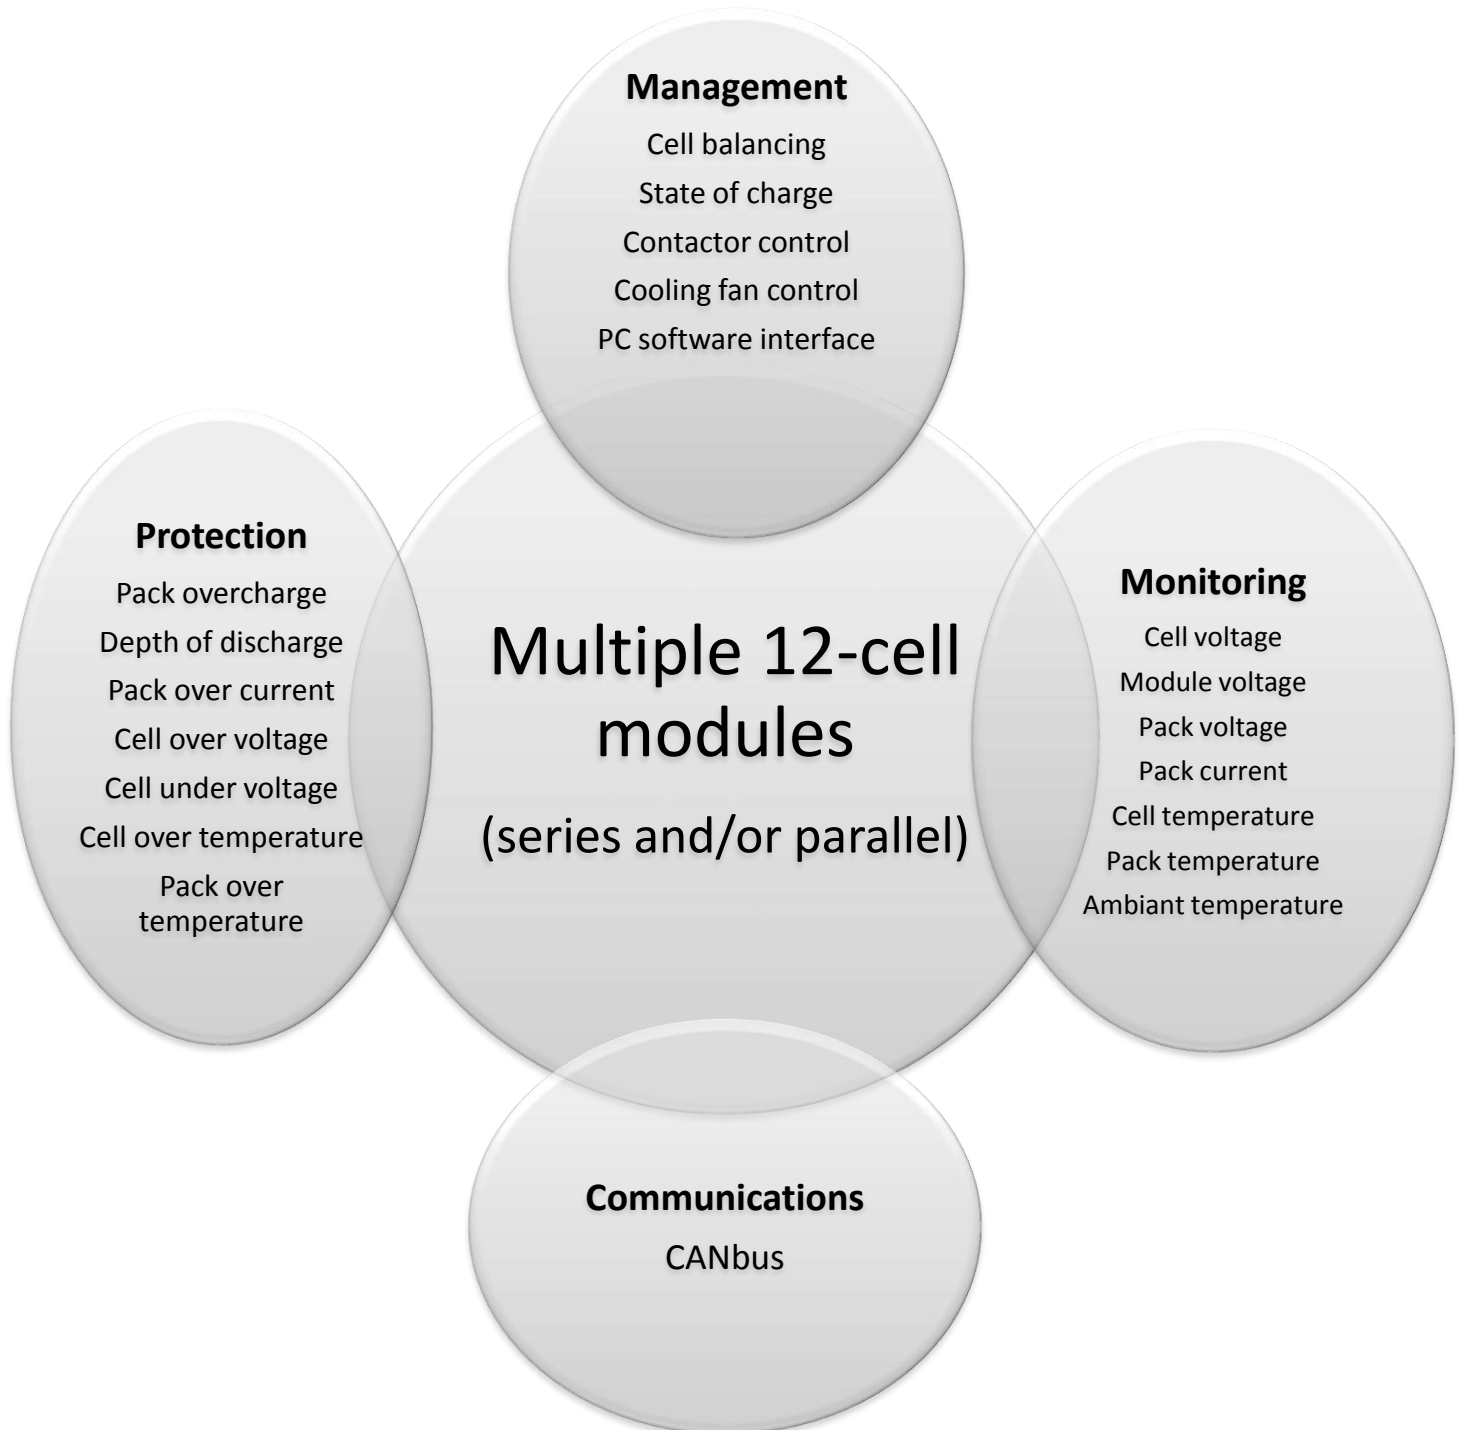 Management
Cell balancing
State of charge
Contactor control
Cooling fan control
PC software interface
Protection
Pack overcharge
Depth of discharge
Pack over current
Cell over voltage
Cell under voltage
Cell over temperature
Pack over
temperature
Multiple 12-cell
modules
(series and/or parallel)
Monitoring
Cell voltage
Module voltage
Pack voltage
Pack current
Cell temperature
Pack temperature
Ambiant temperature
Communications
CANbus